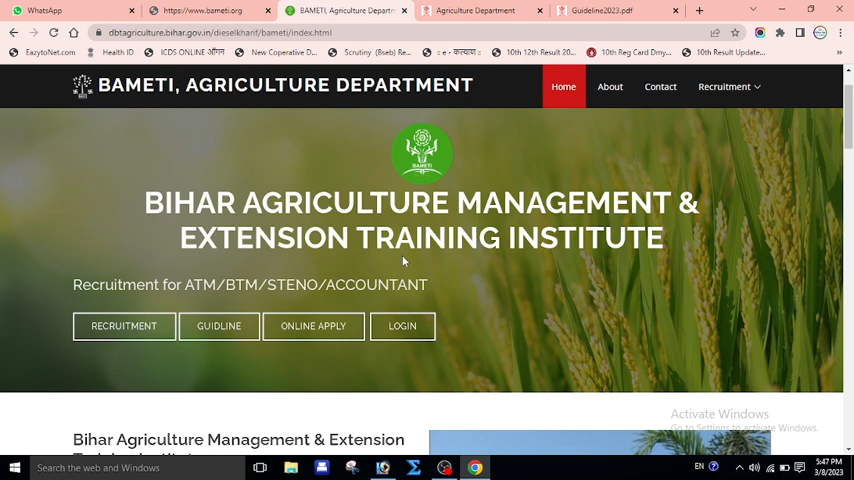 WhatsApp
https://www.bameti.org
BAMETI, Agriculture Departm
Agriculture Department
Guideline2023.pdf
dbtagriculture.bihar.gov.in/dieselkharif/bameti/index.html
EazytoNet.com
Health ID
ICDS ONLINE आँगन
New Coperative D...
Scrutiny (Bseb) Re...
:: e - कल्याण ::
10th 12th Result 20...
10th Reg Card Dmy...
10th Result Update...
»
BAMETI, AGRICULTURE DEPARTMENT
Home
About
Contact
Recruitment
BAMETI
BIHAR AGRICULTURE MANAGEMENT &
EXTENSION TRAINING INSTITUTE
Recruitment for ATM/BTM/STENO/ACCOUNTANT
RECRUITMENT
GUIDLINE
ONLINE APPLY
LOGIN
Activate Windows
Go to Settings to activate Windows.
Bihar Agriculture Management & Extension
Search the web and Windows
EN
5:47 PM
3/8/2023